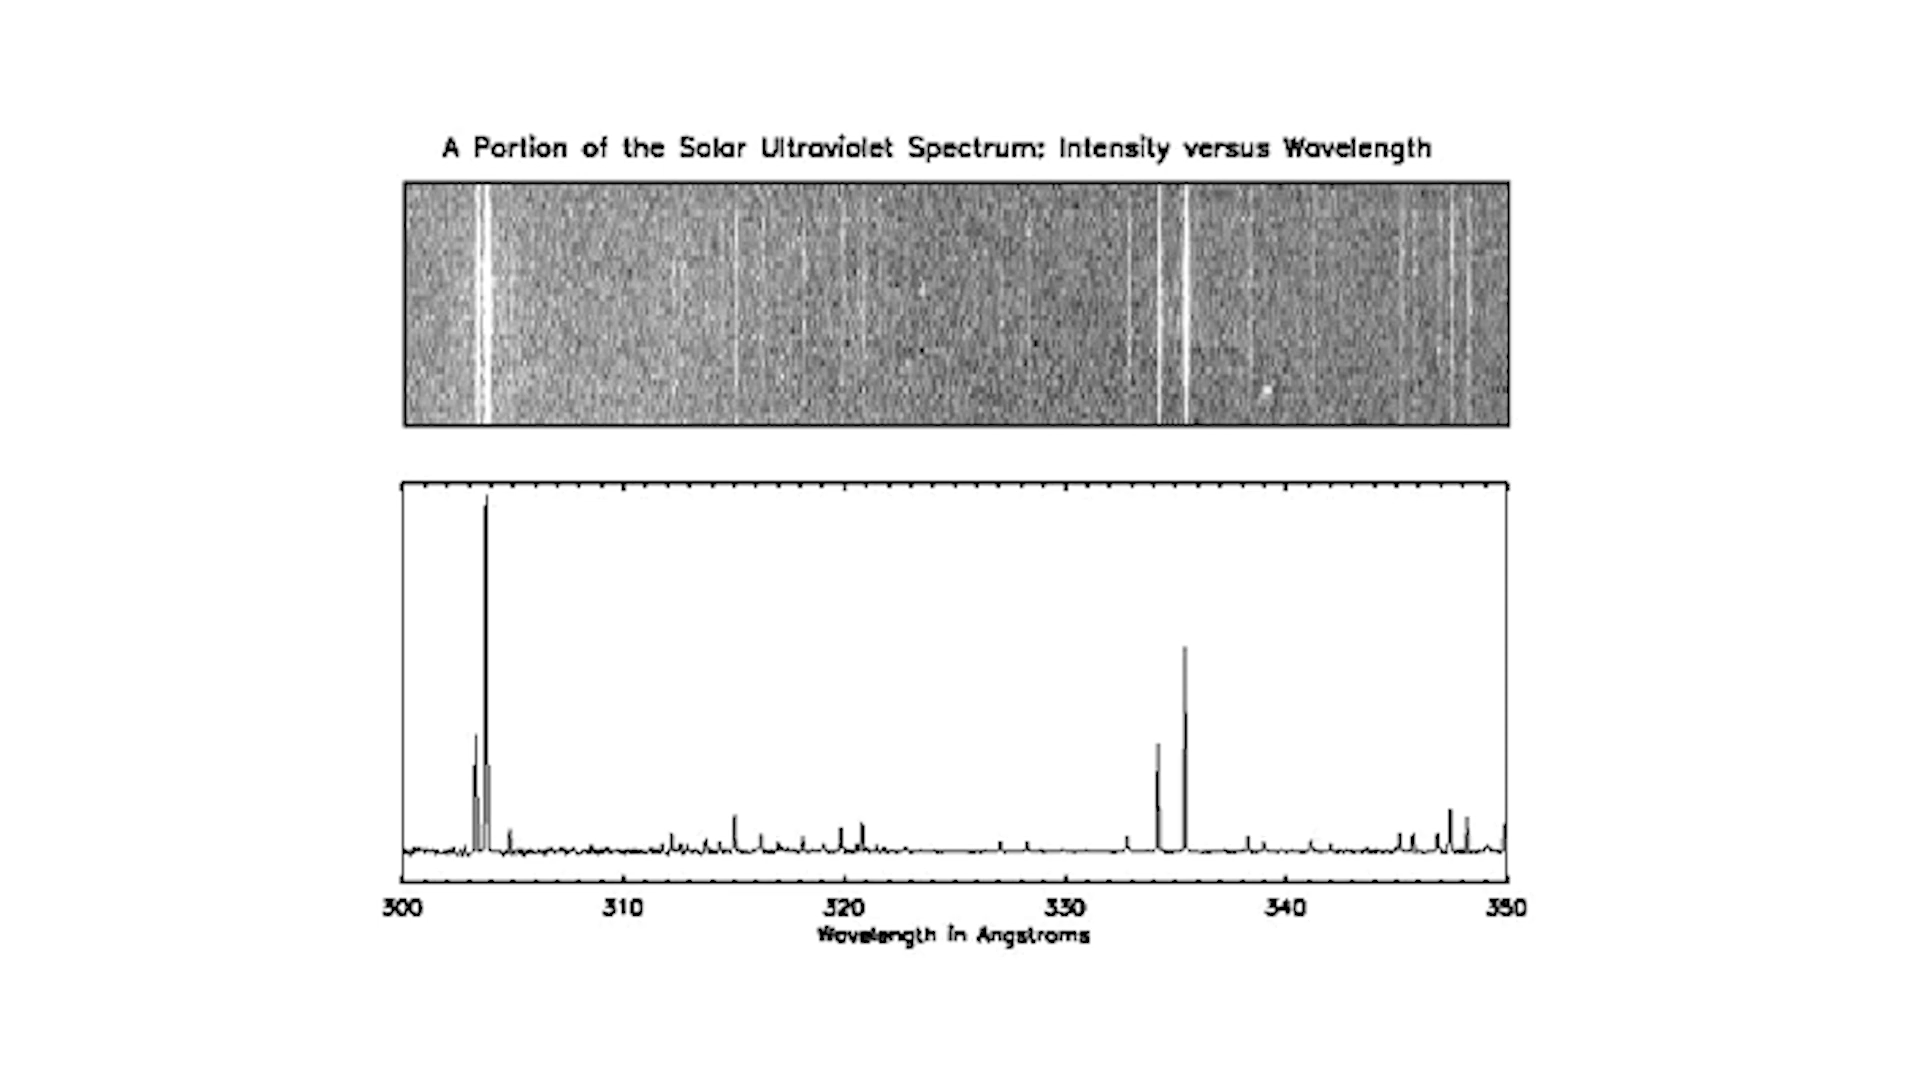 A Portion of the Solar Ultraviolet Spectrum: Intensity versus Wavelength
300 310 320 330 340 350
Wavelength in Angstroms